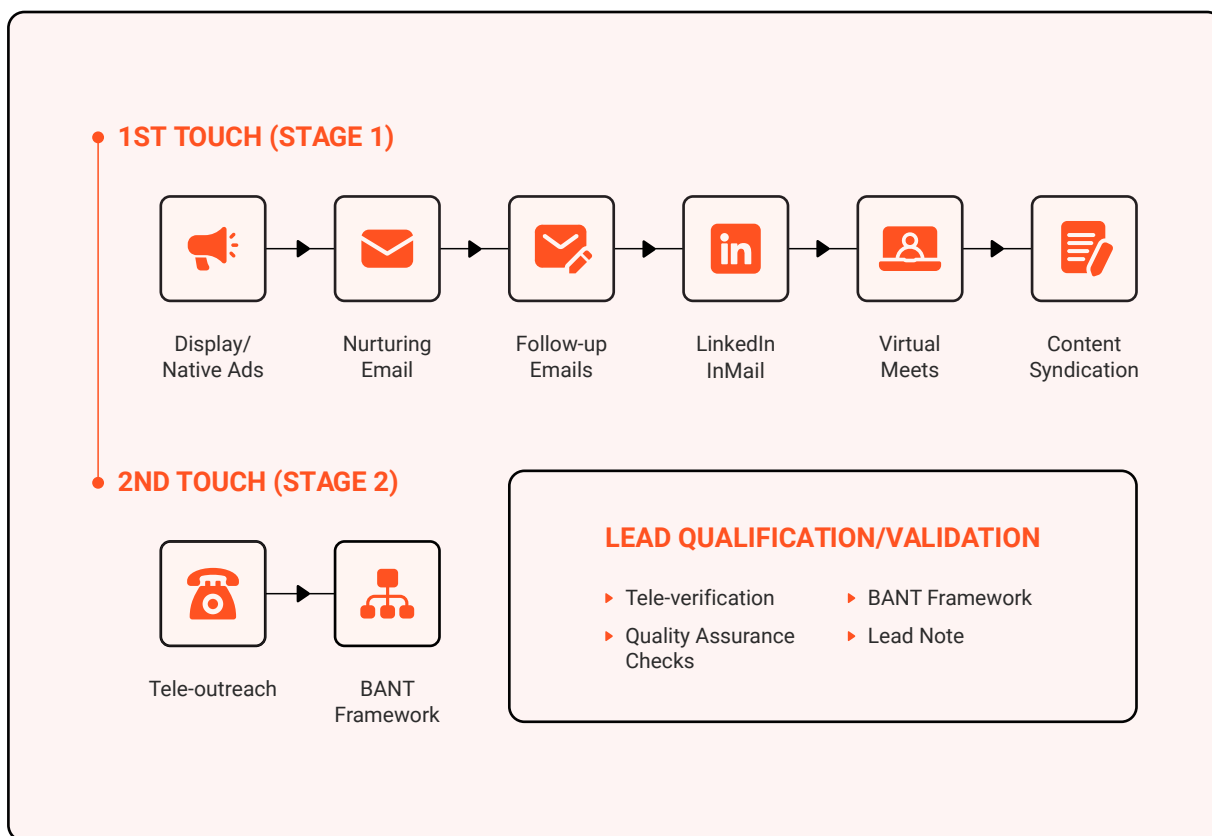 1ST TOUCH (STAGE 1)
in
Display/
Native Ads
Nurturing
Email
Follow-up
Emails
LinkedIn
InMail
Virtual
Meets
Content
Syndication
2ND TOUCH (STAGE 2)
Tele-outreach
BANT
Framework
LEAD QUALIFICATION/VALIDATION
Tele-verification
Quality Assurance
Checks
BANT Framework
Lead Note